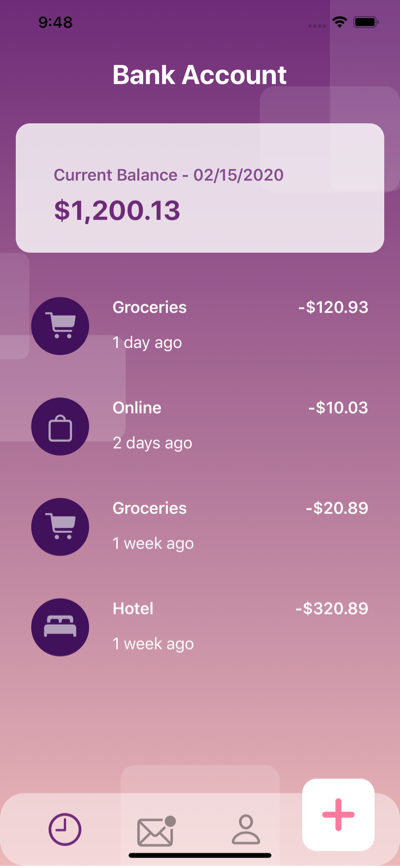 9:48
Bank Account
Current Balance - 02/15/2020
$1,200.13
Groceries -$120.93
1 day ago
Online -$10.03
2 days ago
Groceries -$20.89
1 week ago
Hotel -$320.89
1 week ago